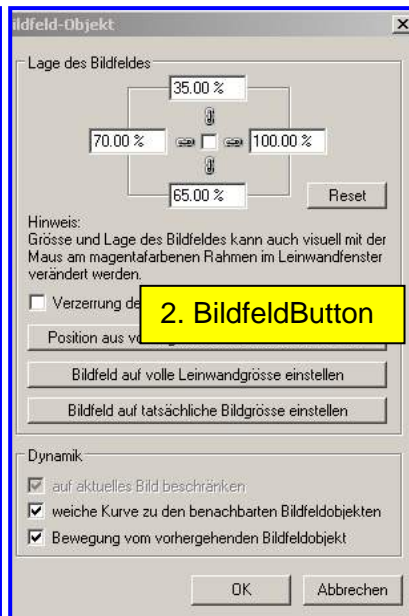 ildfeld-Objekt
Lage des Bildfeldes
35.00 %
70.00 %
100.00 %
65.00 %
Reset
Hinweis:
Grösse und Lage des Bildfeldes kann auch visuell mit der
Maus am magentafarbenen Rahmen im Leinwandfenster
verändert werden.
Verzerrung de
2. BildfeldButton
Position aus vo
Bildfeld auf volle Leinwandgrösse einstellen
Bildfeld auf tatsächliche Bildgrösse einstellen
Dynamik
auf aktuelles Bild beschränken
weiche Kurve zu den benachbarten Bildfeldobjekten
Bewegung vom vorhergehenden Bildfeldobjekt
OK
Abbrechen